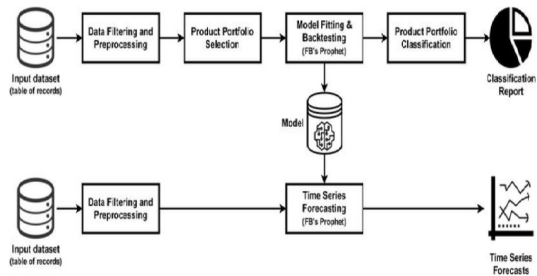 Data Filtering and
Preprocessing
Product Portfolio
Selection
Model Fitting &
Backtesting
(FB's Prophet)
Product Portfolio
Classification
Input dataset
(table of records)
Classification
Report
Model
Data Filtering and
Preprocessing
Time Series
Forecasting
(FB's Prophet)
Input dataset
(table of records)
Time Series
Forecasts